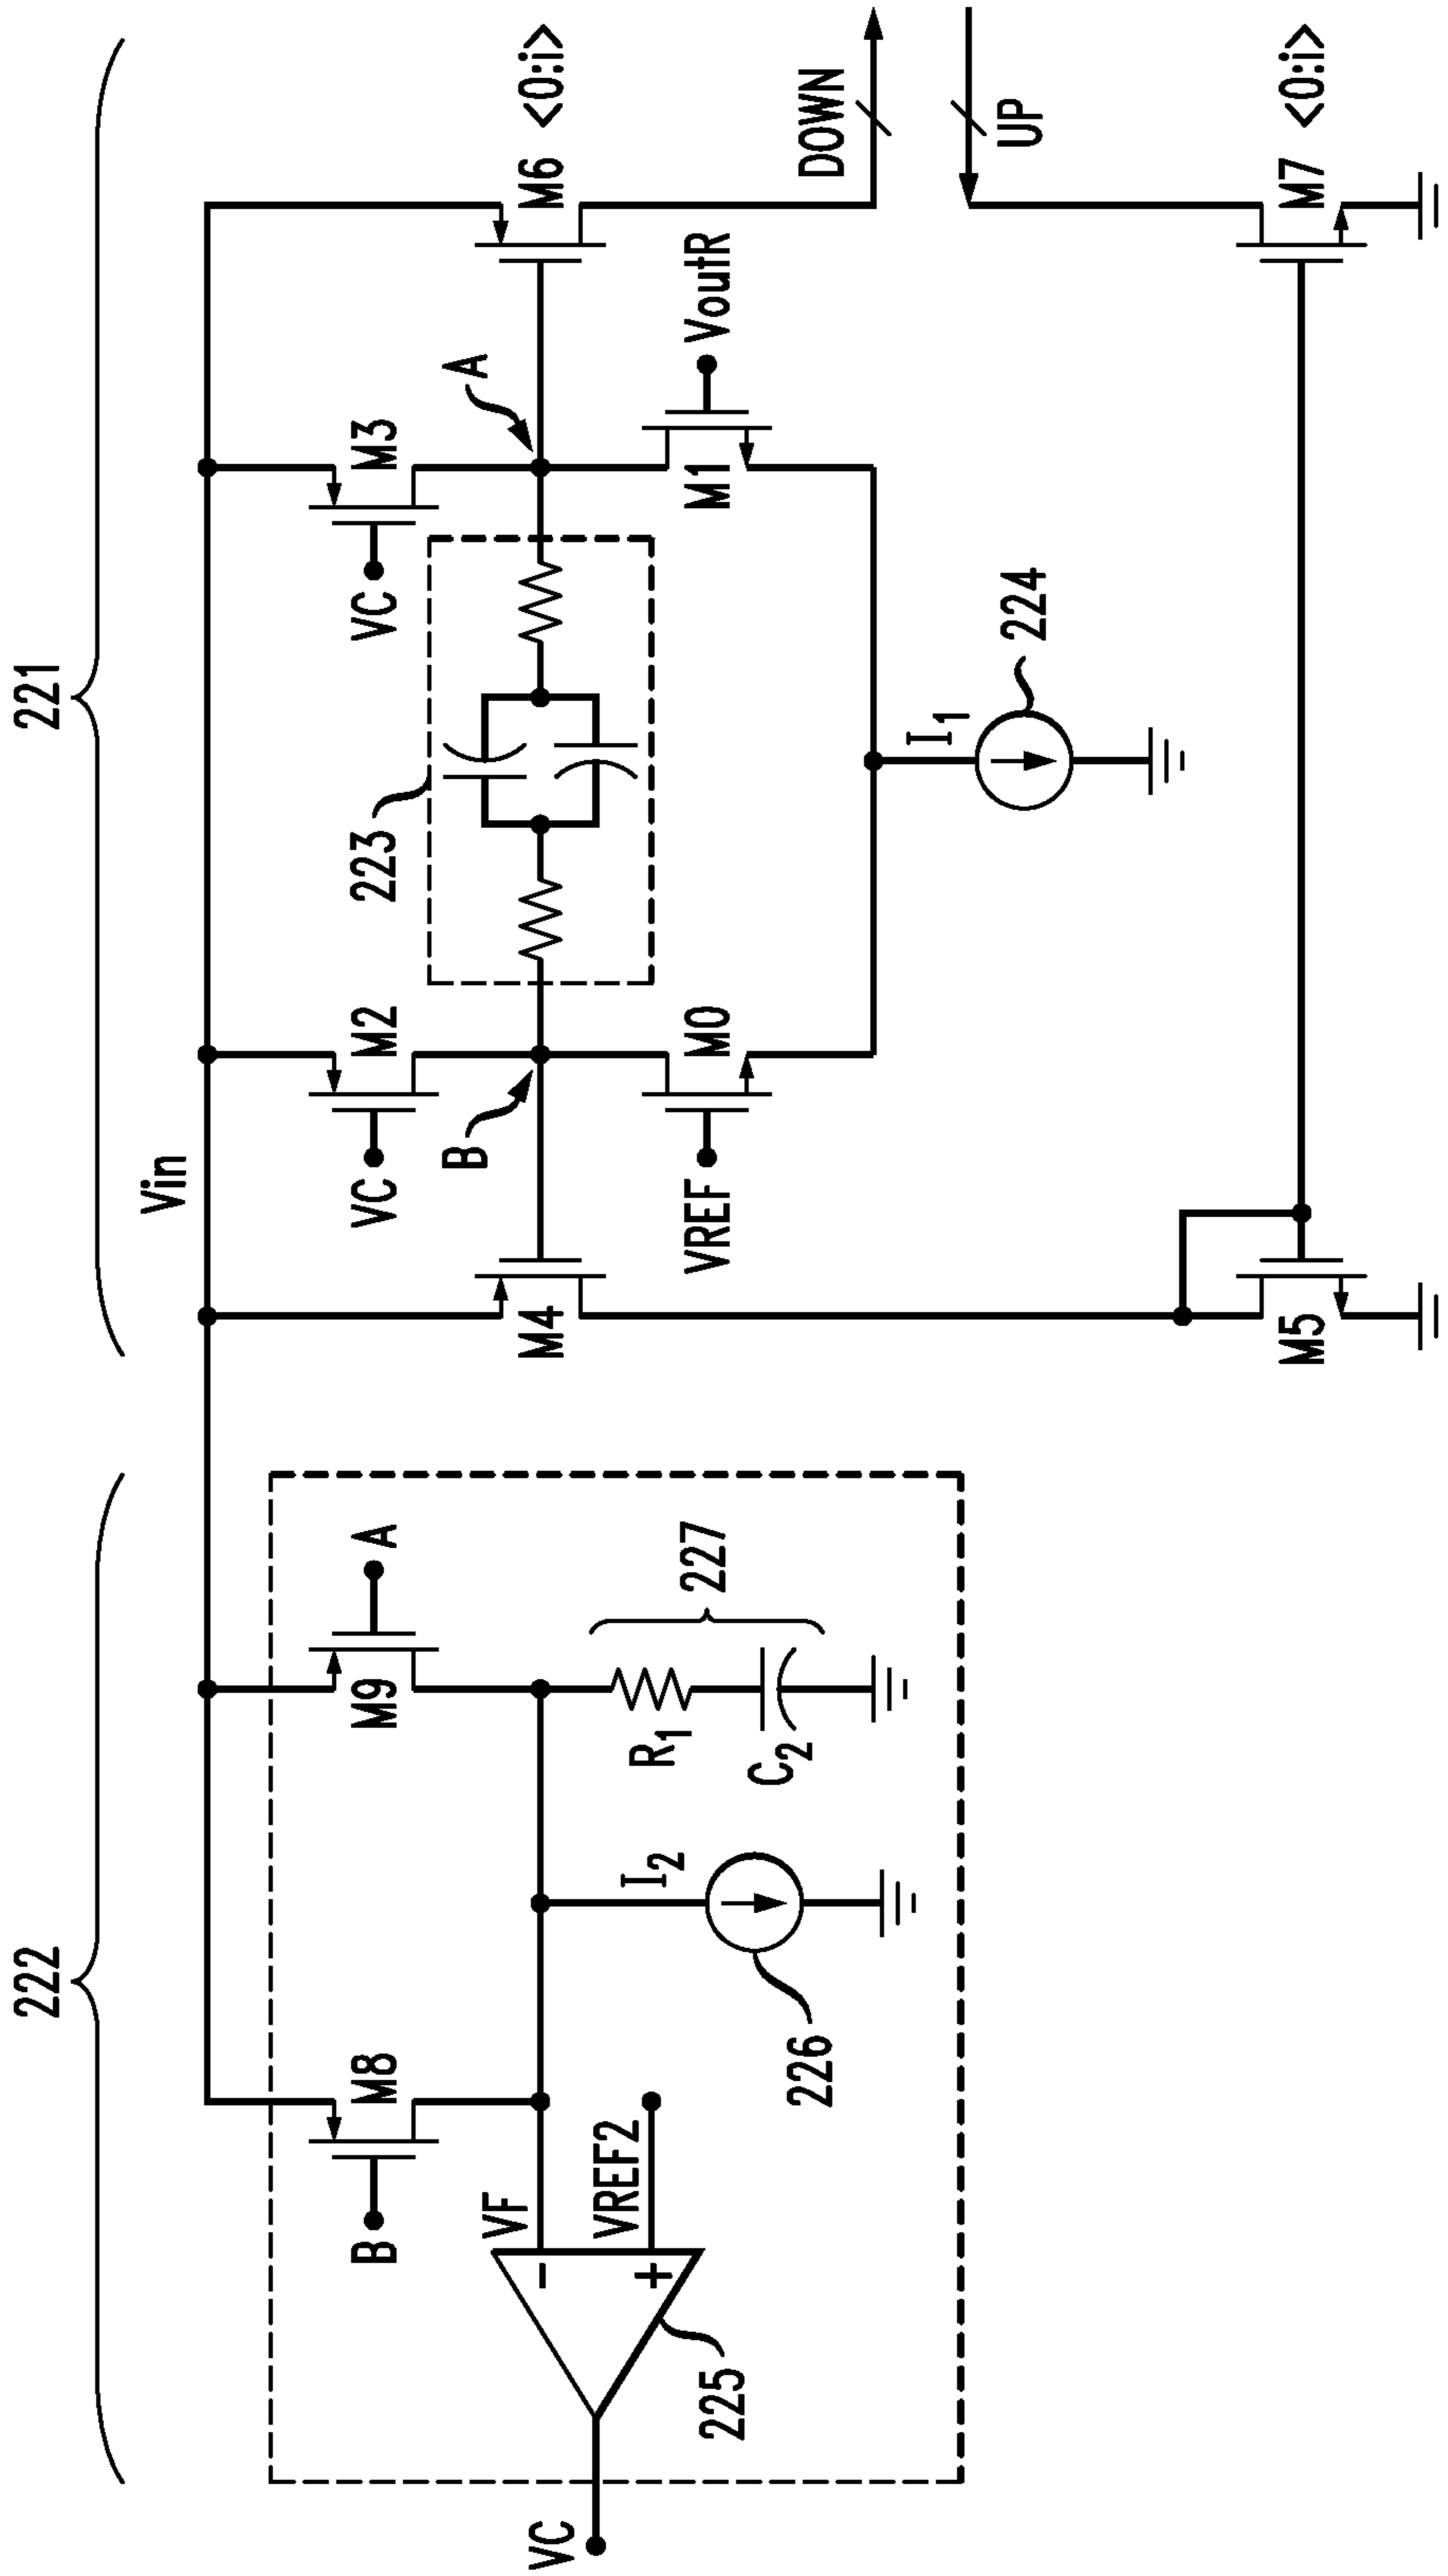 222
221
Vin
B
M8
M9
A
VC
M2
VC
M3
M6 <0:i>
223
B
A
M4
VF
VREF2
VC
225
I2
226
R1
C2
227
VREF
M0
M1
VoutR
DOWN
I1
224
UP
M5
M7 <0:i>